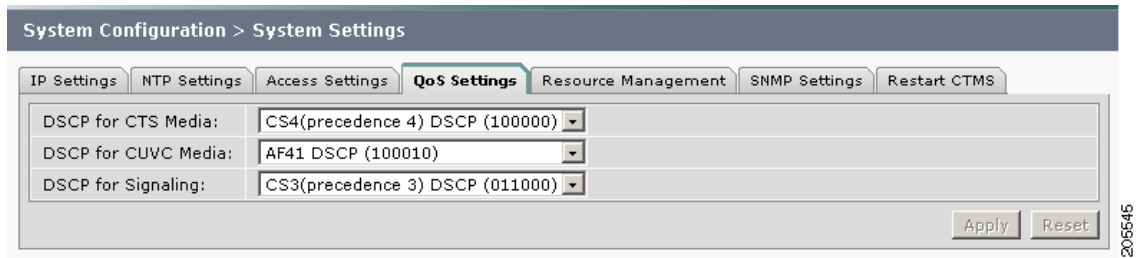 System Configuration > System Settings
IP Settings NTP Settings Access Settings QoS Settings Resource Management SNMP Settings Restart CTMS
DSCP for CTS Media: CS4(precedence 4) DSCP (100000)
DSCP for CUVC Media: AF41 DSCP (100010)
DSCP for Signaling: CS3(precedence 3) DSCP (011000)
Apply Reset
205545